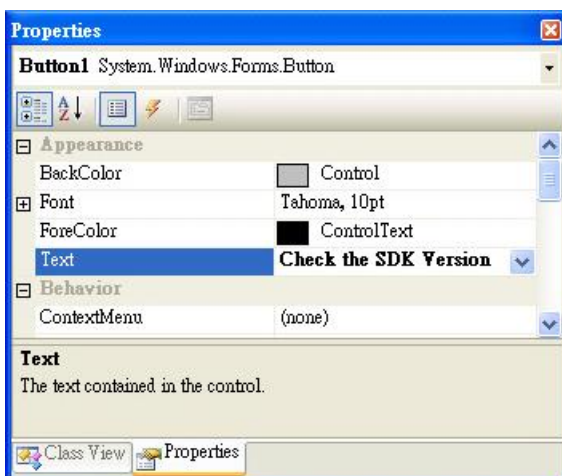 Properties
Button1 System.Windows.Forms.Button
A
Z
Appearance
BackColor Control
Font Tahoma, 10pt
ForeColor ControlText
Text Check the SDK Version
Behavior
ContextMenu (none)
Text
The text contained in the control.
Class View Properties